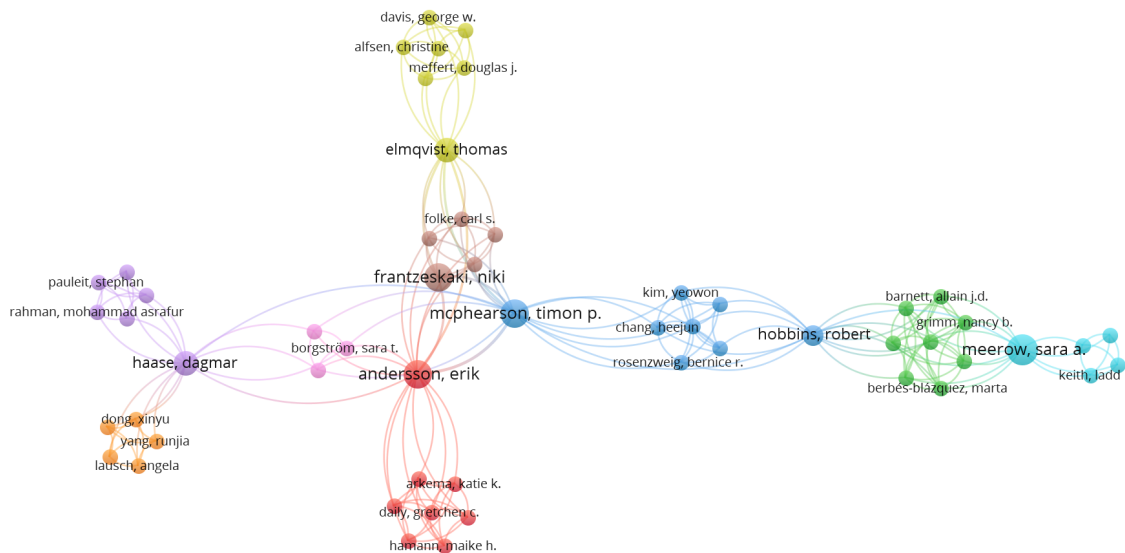 davis, george w.
alfsen, christine
meffert, douglas j.
elmqvist, thomas
folke, carl s.
frantzeskaki, niki
pauleit, stephan
rahman, mohammad asrafur
mcphearson, timon p.
kim, yeowon
chang, heejun
rosenzweig, bernice r.
hobbins, robert
barnett, allain j.d.
grimm, nancy b.
meerow, sara a.
keith, ladd
berbés-blázquez, marta
borgström, sara t.
haase, dagmar
andersson, erik
dong, xinyu
yang, runjia
lausch, angela
arkema, katie k.
daily, gretchen c.
hamann, maike h.